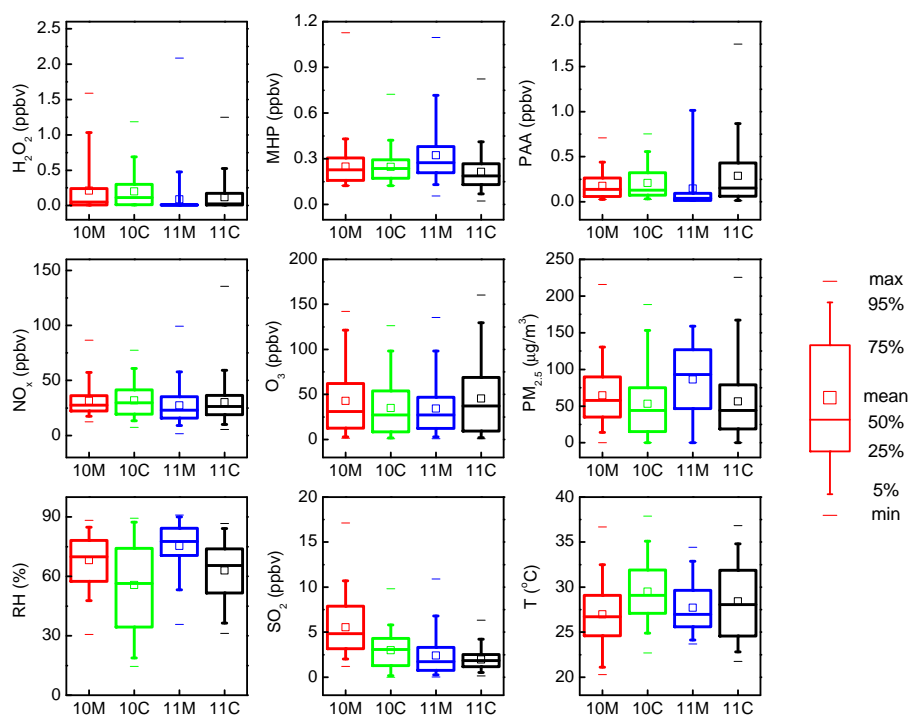 H₂O₂ (ppbv)
2.5
2.0
1.5
1.0
0.5
0.0
10M 10C 11M 11C
MHP (ppbv)
1.2
0.9
0.6
0.3
0.0
10M 10C 11M 11C
PAA (ppbv)
2.0
1.5
1.0
0.5
0.0
10M 10C 11M 11C
NOₓ (ppbv)
150
100
50
0
10M 10C 11M 11C
O₃ (ppbv)
200
150
100
50
0
10M 10C 11M 11C
PM₂.₅ (μg/m³)
250
200
150
100
50
0
10M 10C 11M 11C
max
95%
75%
mean
50%
25%
5%
min
RH (%)
90
60
30
0
10M 10C 11M 11C
SO₂ (ppbv)
20
15
10
5
0
10M 10C 11M 11C
T (°C)
40
35
30
25
20
10M 10C 11M 11C